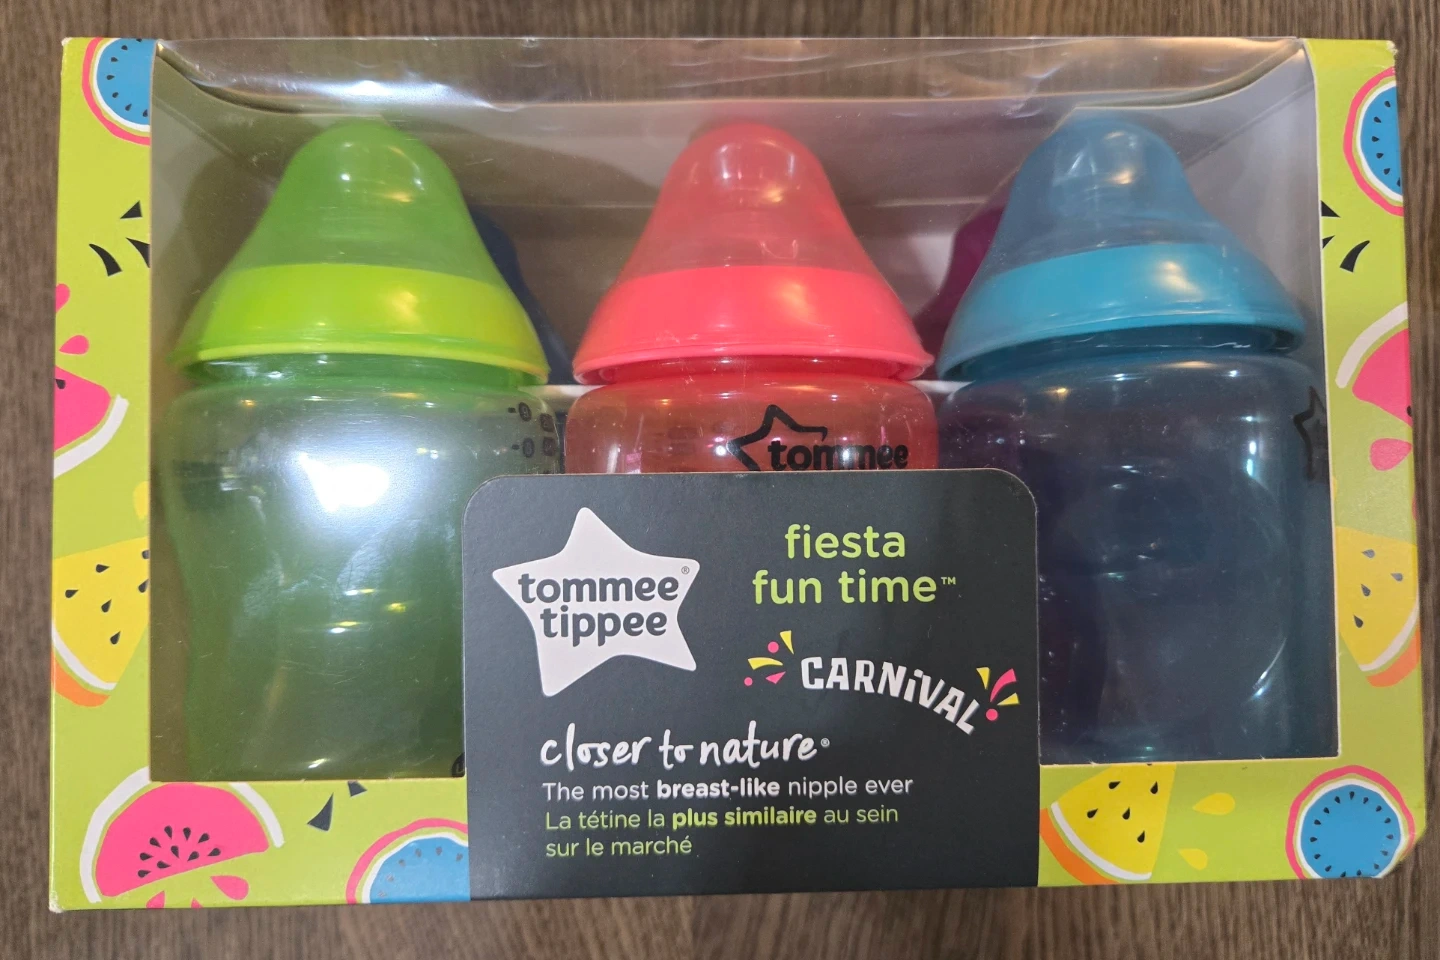 tommee
tommee®
tippee
fiesta
fun time™
CARNiVAL
closer to nature®
The most breast-like nipple ever
La tétine la plus similaire au sein
sur le marché